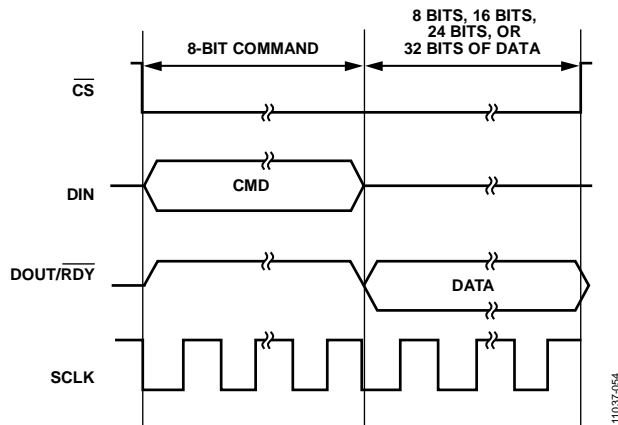 8 BITS, 16 BITS,
24 BITS, OR
32 BITS OF DATA
8-BIT COMMAND
CS
DIN
CMD
DOUT/RDY
DATA
SCLK
11037-054